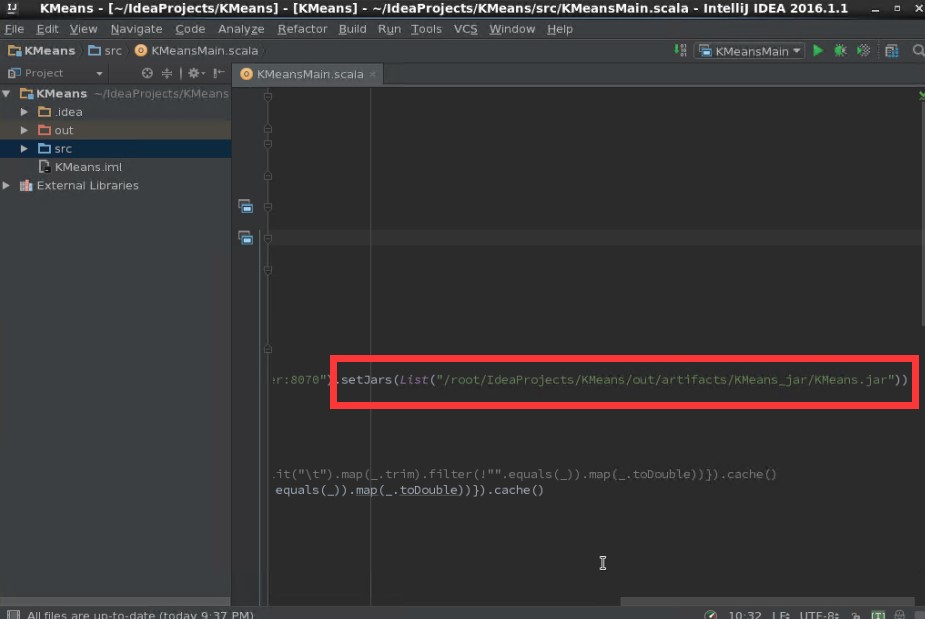 KMeans - [~/IdeaProjects/KMeans] - [KMeans] - ~/IdeaProjects/KMeans/src/KMeansMain.scala - IntelliJ IDEA 2016.1.1
File Edit View Navigate Code Analyze Refactor Build Run Tools VCS Window Help
KMeans src KMeansMain.scala KMeansMain
Project KMeansMain.scala
KMeans ~/IdeaProjects/KMeans
.idea
out
src
KMeans.iml
External Libraries
er:8070").setJars(List("/root/IdeaProjects/KMeans/out/artifacts/KMeans_jar/KMeans.jar"))
.it("\t").map(_.trim).filter(!"".equals(_)).map(_.toDouble))}).cache()
equals(_)).map(_.toDouble))}).cache()
All files are up-to-date (today 9:37 PM) 10:32 LF: UTF-8: